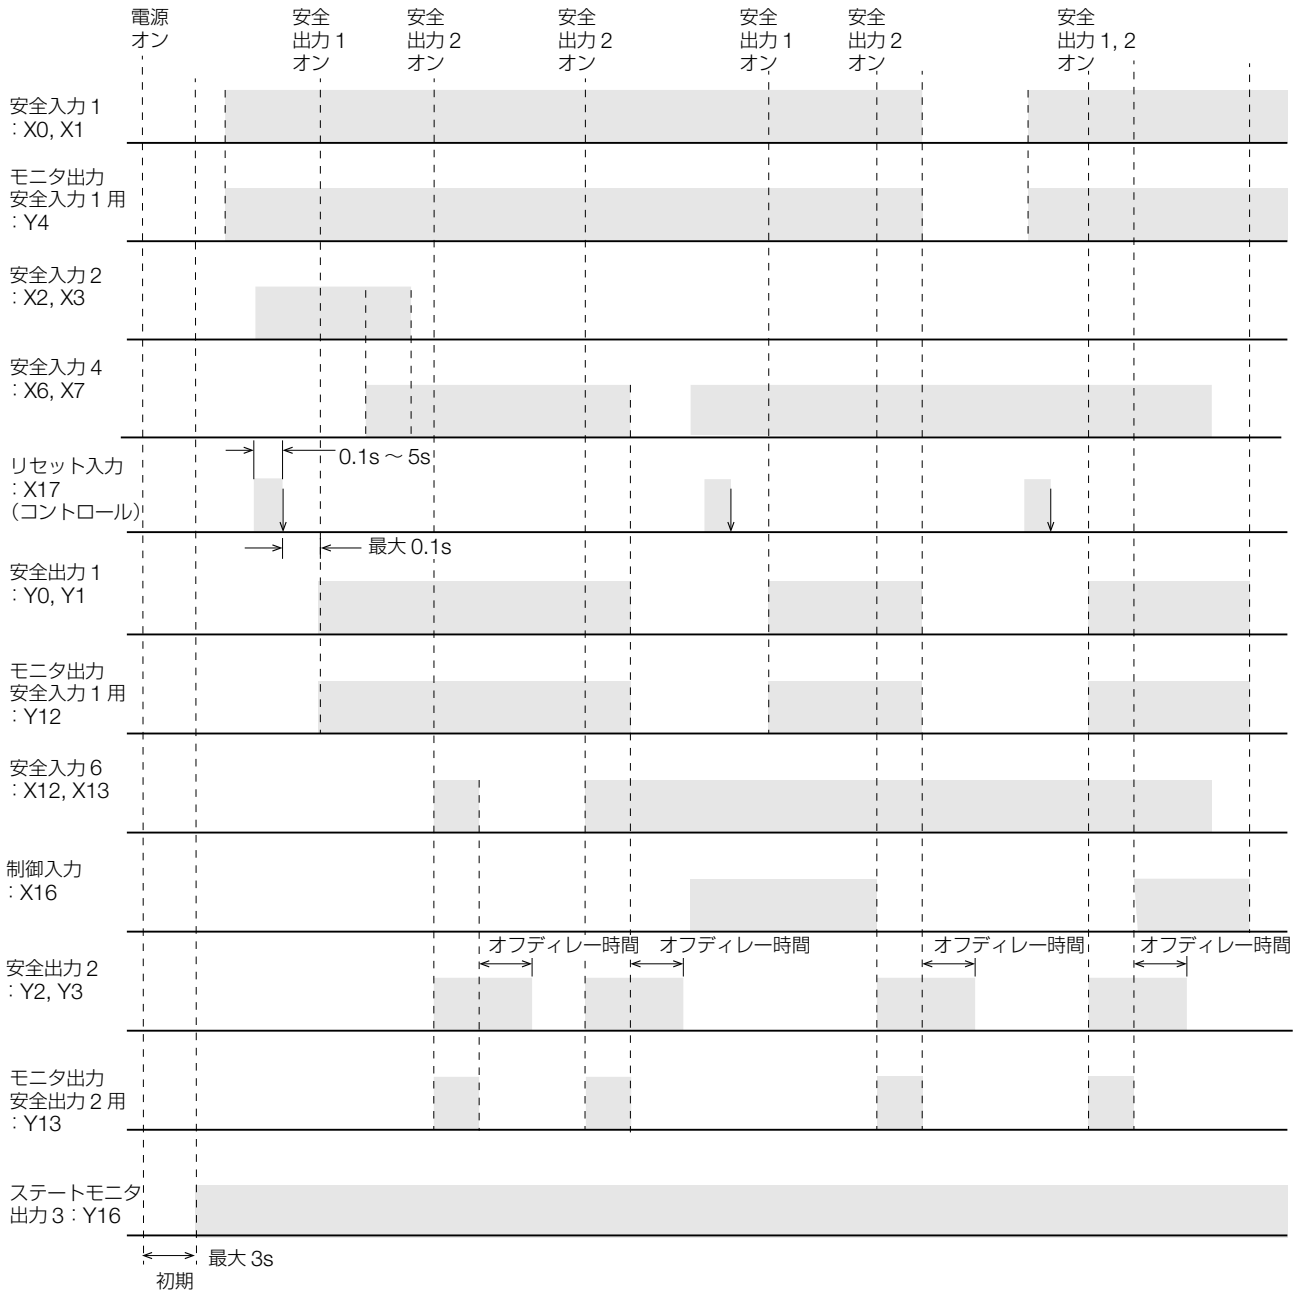 電源
オン
安全
出力 1
オン
安全
出力 2
オン
安全
出力 2
オン
安全
出力 1
オン
安全
出力 2
オン
安全
出力 1, 2
オン
安全入力 1
: X0, X1
モニタ出力
安全入力 1 用
: Y4
安全入力 2
: X2, X3
安全入力 4
: X6, X7
0.1s ～ 5s
リセット入力
: X17
（コントロール）
最大 0.1s
安全出力 1
: Y0, Y1
モニタ出力
安全入力 1 用
: Y12
安全入力 6
: X12, X13
制御入力
: X16
オフディレー時間
オフディレー時間
オフディレー時間
オフディレー時間
安全出力 2
: Y2, Y3
モニタ出力
安全出力 2 用
: Y13
ステートモニタ
出力 3 : Y16
最大 3s
初期